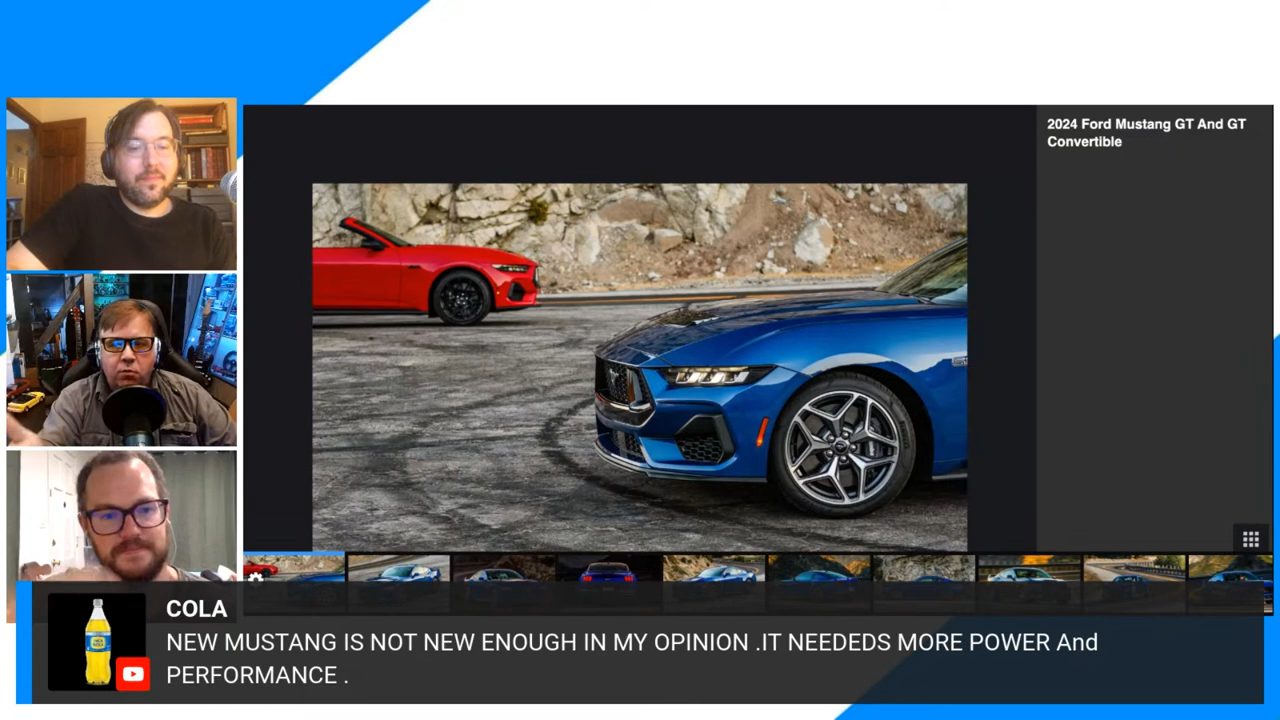 2024 Ford Mustang GT And GT
Convertible
COLA
NEW MUSTANG IS NOT NEW ENOUGH IN MY OPINION .IT NEEDEDS MORE POWER And
PERFORMANCE .